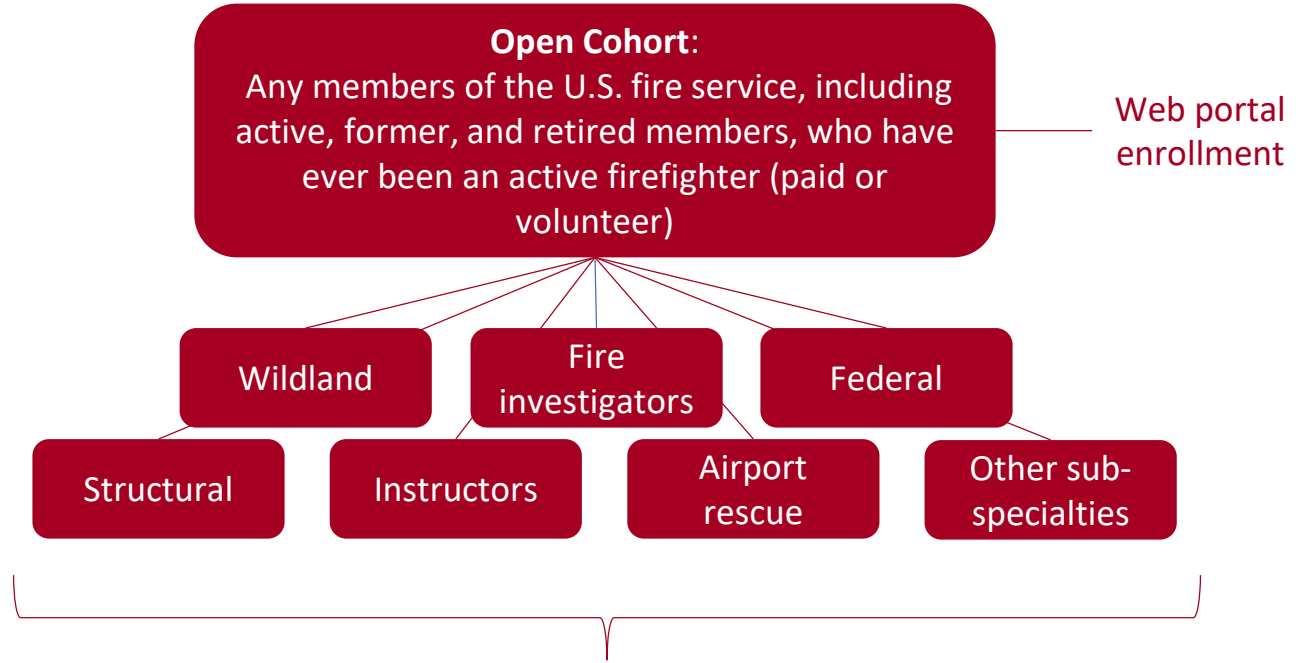 Open Cohort:
Any members of the U.S. fire service, including
active, former, and retired members, who have
ever been an active firefighter (paid or
volunteer)
Web portal
enrollment
Wildland
Fire
investigators
Federal
Structural
Instructors
Airport
rescue
Other sub-
specialties